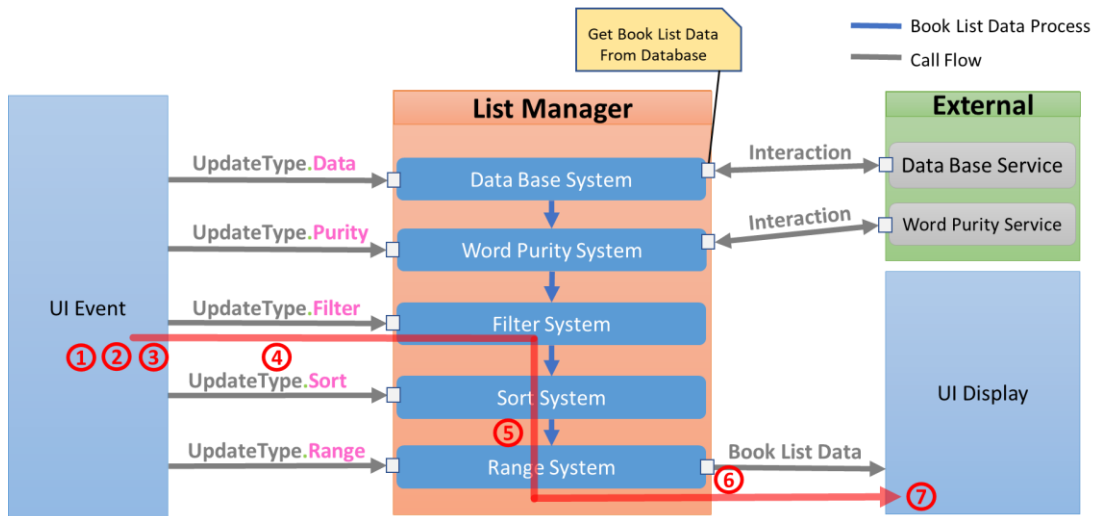 Get Book List Data
From Database
Book List Data Process
Call Flow
List Manager
External
UpdateType.Data
Data Base System
Interaction
Data Base Service
UpdateType.Purity
Word Purity System
Interaction
Word Purity Service
UI Event
UpdateType.Filter
Filter System
① ② ③ ④
UpdateType.Sort
Sort System
UI Display
⑤
UpdateType.Range
Range System
Book List Data
⑥
⑦